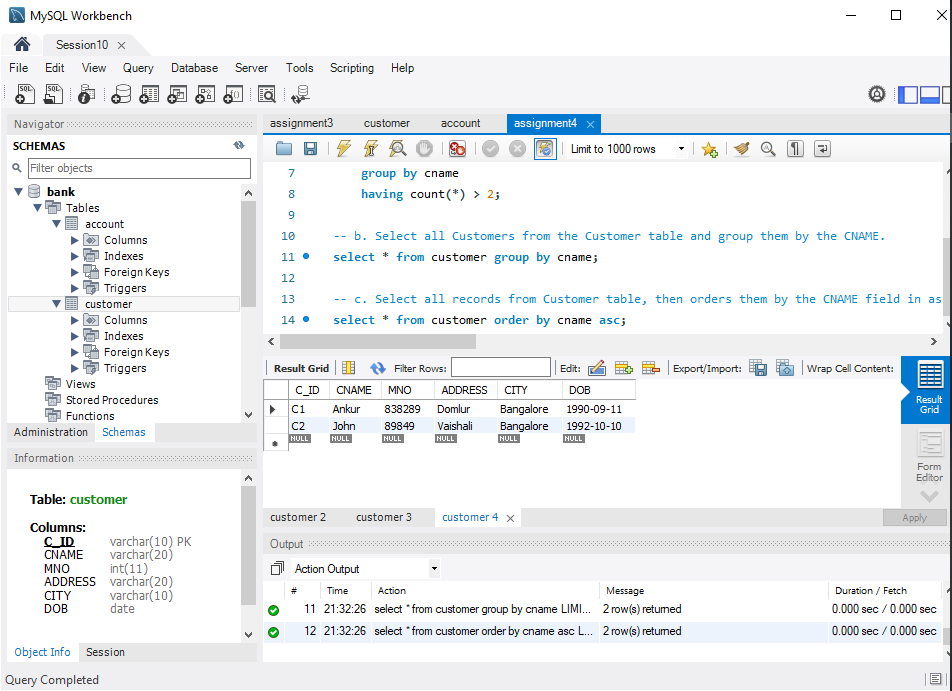 MySQL Workbench
Session10
File Edit View Query Database Server Tools Scripting Help
Navigator
SCHEMAS
Filter objects
bank
Tables
account
Columns
Indexes
Foreign Keys
Triggers
customer
Columns
Indexes
Foreign Keys
Triggers
Views
Stored Procedures
Functions
Administration Schemas
Information
Table: customer
Columns:
C_ID varchar(10) PK
CNAME varchar(20)
MNO int(11)
ADDRESS varchar(20)
CITY varchar(10)
DOB date
Object Info Session
Query Completed
assignment3 customer account assignment4
Limit to 1000 rows
7 group by cname
8 having count(*) > 2;
9
10 -- b. Select all Customers from the Customer table and group them by the CNAME.
11 select * from customer group by cname;
12
13 -- c. Select all records from Customer table, then orders them by the CNAME field in as
14 select * from customer order by cname asc;
Result Grid Filter Rows: Edit: Export/Import: Wrap Cell Content:
C_ID CNAME MNO ADDRESS CITY DOB
C1 Ankur 838289 Domlur Bangalore 1990-09-11
C2 John 89849 Vaishali Bangalore 1992-10-10
NULL NULL NULL NULL NULL NULL
Result
Grid
Form
Editor
customer 2 customer 3 customer 4
Apply
Output
Action Output
# Time Action Message Duration / Fetch
11 21:32:26 select * from customer group by cname LIMI... 2 row(s) returned 0.000 sec / 0.000 sec
12 21:32:26 select * from customer order by cname asc L... 2 row(s) returned 0.000 sec / 0.000 sec